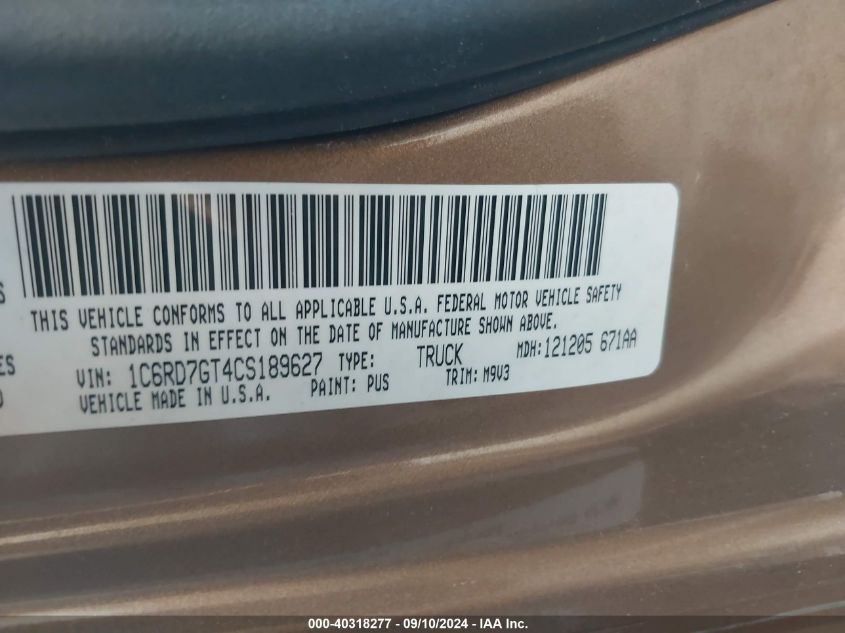 THIS VEHICLE CONFORMS TO ALL APPLICABLE U.S.A. FEDERAL MOTOR VEHICLE SAFETY
STANDARDS IN EFFECT ON THE DATE OF MANUFACTURE SHOWN ABOVE.
VIN: 1C6RD7GT4CS189627 TYPE: TRUCK MDH:121205 671AA
VEHICLE MADE IN U.S.A. PAINT: PUS TRIM: M9V3
000-40318277 - 09/10/2024 - IAA Inc.